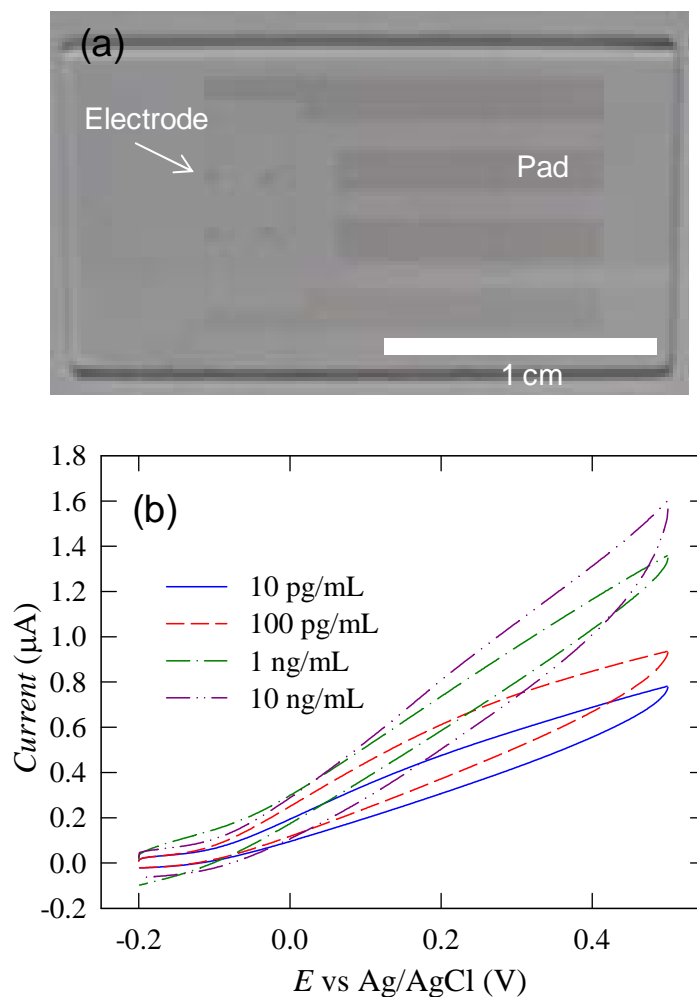 (a)
Electrode
Pad
1 cm
(b)
1.8
1.6
1.4
1.2
1.0
0.8
0.6
0.4
0.2
0.0
-0.2
10 pg/mL
100 pg/mL
1 ng/mL
10 ng/mL
Current (µA)
-0.2 0.0 0.2 0.4
E vs Ag/AgCl (V)